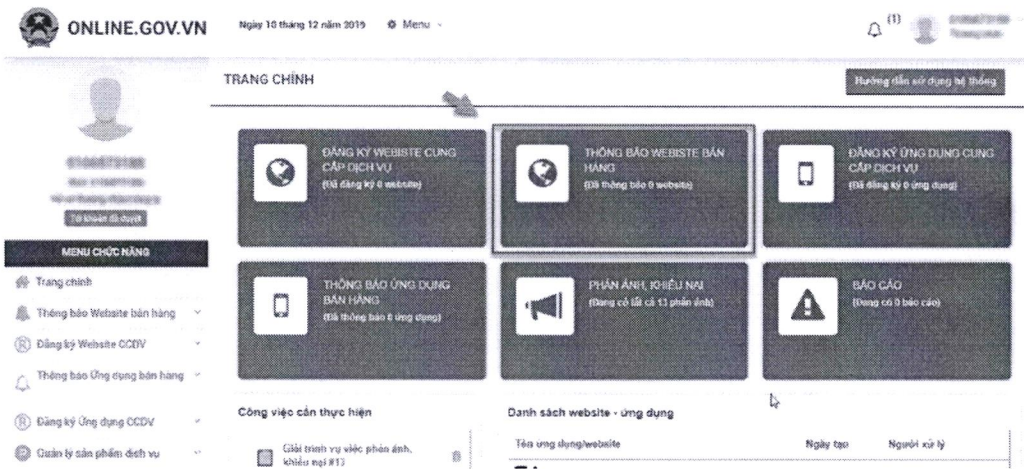 ONLINE.GOV.VN
Ngày 10 tháng 12 năm 2019
Menu
(1)
TRANG CHÍNH
Hướng dẫn sử dụng hệ thống
Tài khoản đã duyệt
MENU CHỨC NĂNG
Trang chính
Thông báo Website bán hàng
Đăng ký Website CCDV
Thông báo Ứng dụng bán hàng
Đăng ký Ứng dụng CCDV
Quản lý sản phẩm dịch vụ
ĐĂNG KÝ WEBISTE CUNG
CẤP DỊCH VỤ
(Đã đăng ký 0 website)
THÔNG BÁO WEBISTE BÁN
HÀNG
(Đã thông báo 0 website)
ĐĂNG KÝ ỨNG DỤNG CUNG
CẤP DỊCH VỤ
(Đã đăng ký 0 ứng dụng)
THÔNG BÁO ỨNG DỤNG
BÁN HÀNG
(Đã thông báo 0 ứng dụng)
PHẢN ÁNH, KHIẾU NẠI
(Đang có tất cả 13 phản ánh)
BÁO CÁO
(Đang có 0 báo cáo)
Công việc cần thực hiện
Giải trình vụ việc phản ánh,
khiếu nại #13
Danh sách website - ứng dụng
Tên ứng dụng/website
Ngày tạo
Người xử lý